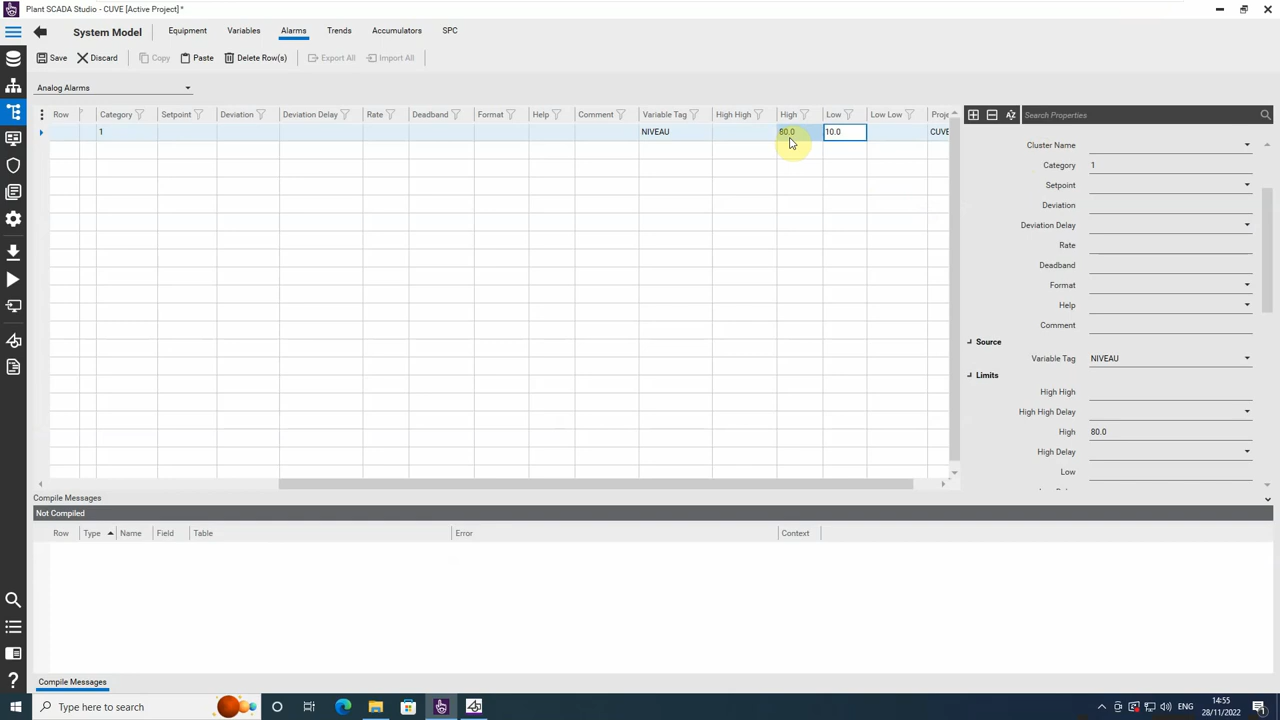 Plant SCADA Studio - CUVE [Active Project] *
System Model
Equipment
Variables
Alarms
Trends
Accumulators
SPC
Save
Discard
Copy
Paste
Delete Row(s)
Export All
Import All
Analog Alarms
Row
Category
Setpoint
Deviation
Deviation Delay
Rate
Deadband
Format
Help
Comment
Variable Tag
High High
High
Low
Low Low
Proje
1
NIVEAU
80.0
10.0
CUVE
Search Properties
Cluster Name
Category 1
Setpoint
Deviation
Deviation Delay
Rate
Deadband
Format
Help
Comment
Source
Variable Tag NIVEAU
Limits
High High
High High Delay
High 80.0
High Delay
Low
Compile Messages
Not Compiled
Row
Type
Name
Field
Table
Error
Context
Compile Messages
Type here to search
ENG
14:55
28/11/2022